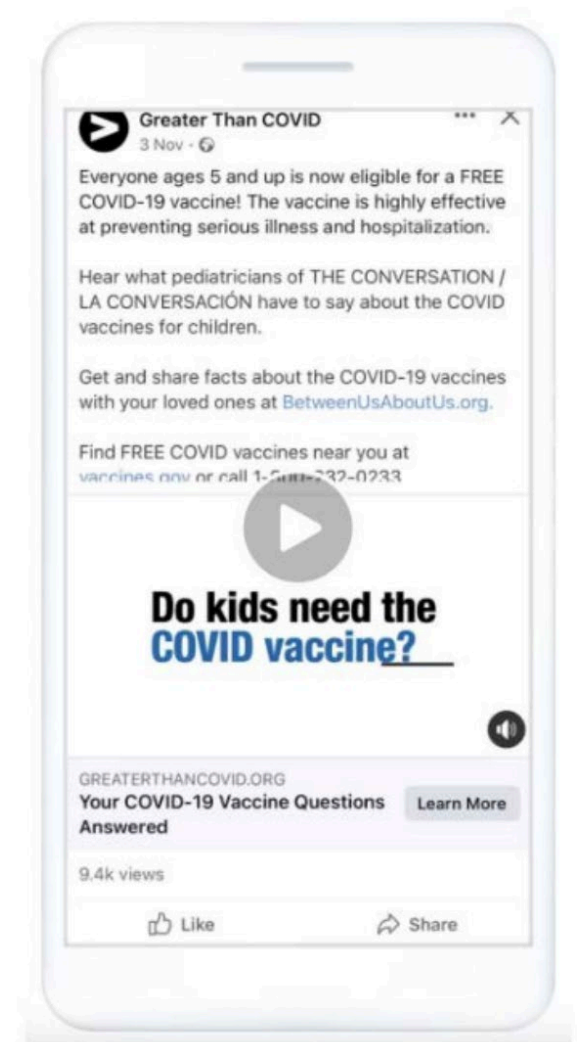 Greater Than COVID
3 Nov ·
Everyone ages 5 and up is now eligible for a FREE
COVID-19 vaccine! The vaccine is highly effective
at preventing serious illness and hospitalization.
Hear what pediatricians of THE CONVERSATION /
LA CONVERSACIÓN have to say about the COVID
vaccines for children.
Get and share facts about the COVID-19 vaccines
with your loved ones at BetweenUsAboutUs.org.
Find FREE COVID vaccines near you at
vaccines.gov or call
Do kids need the
COVID vaccine?
GREATERTHANCOVID.ORG
Your COVID-19 Vaccine Questions
Answered
Learn More
9.4k views
Like
Share